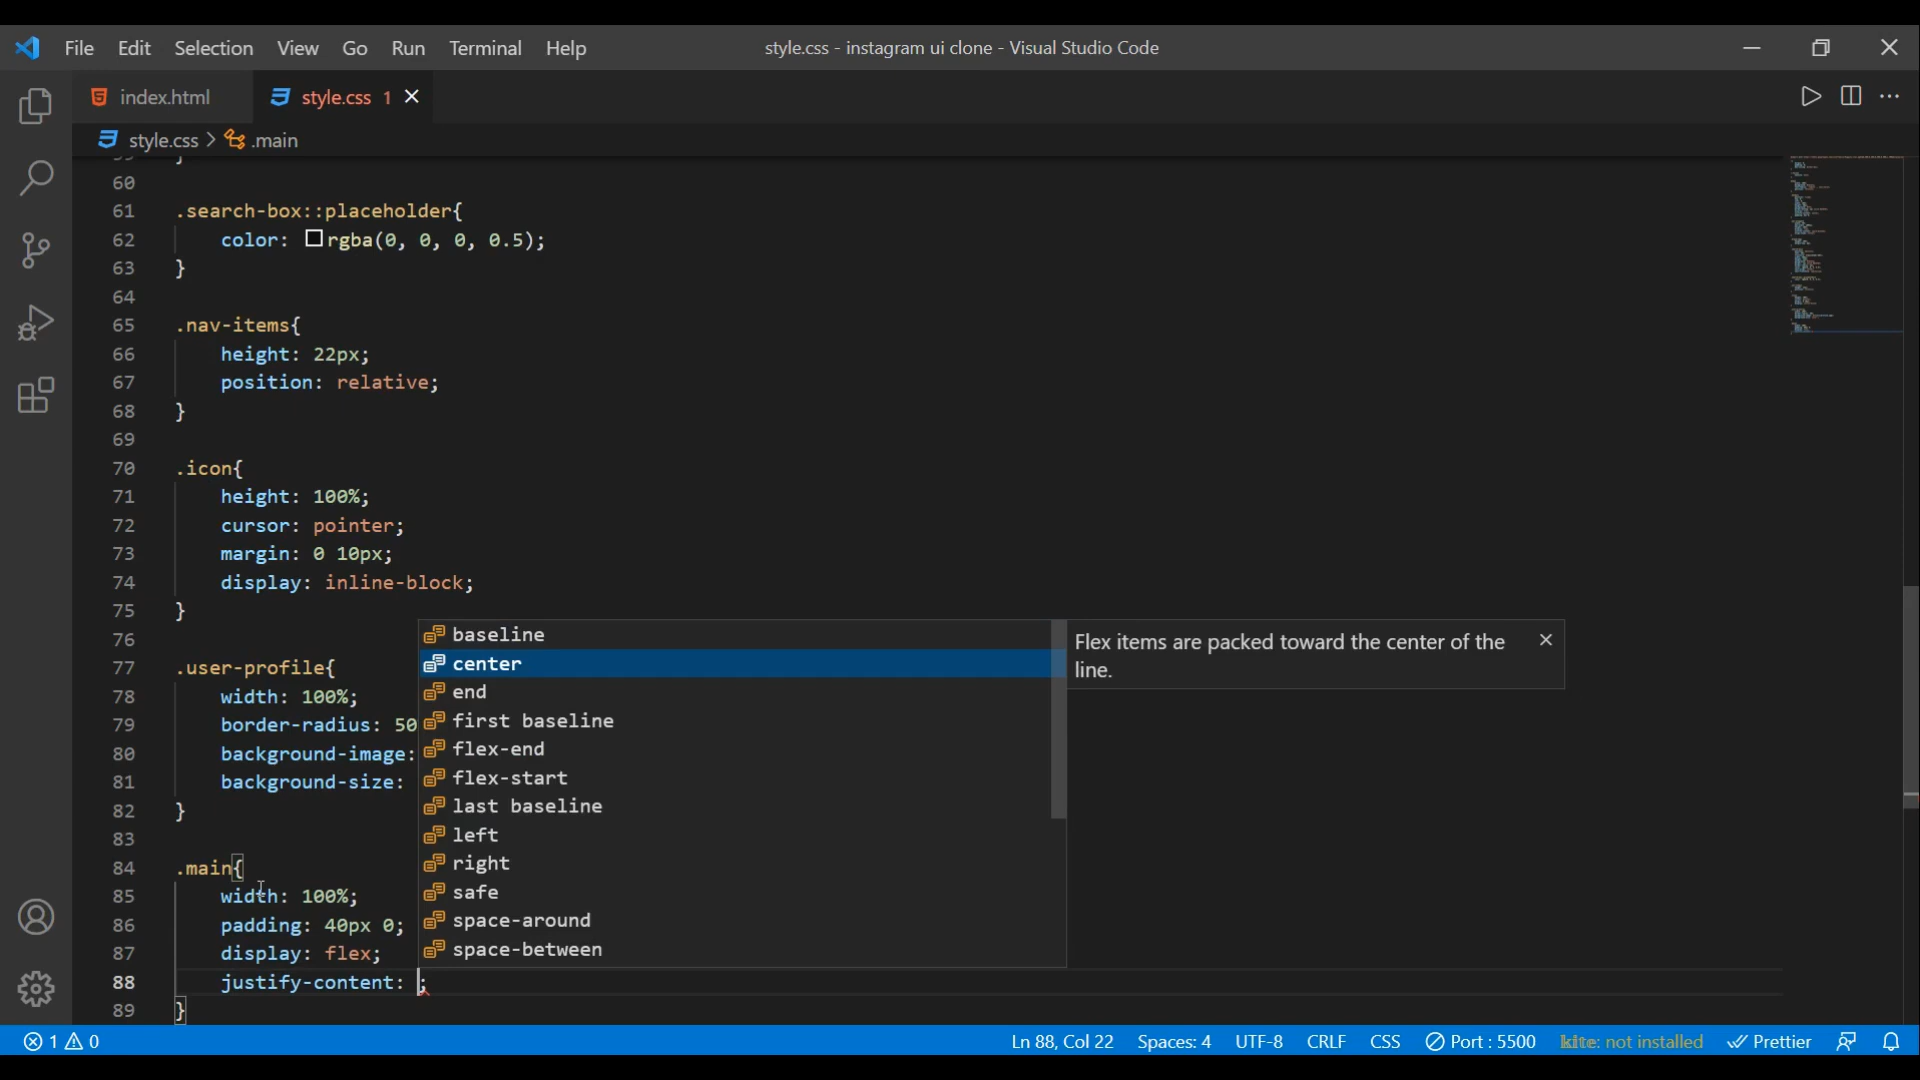 File Edit Selection View Go Run Terminal Help
style.css - instagram ui clone - Visual Studio Code
index.html
style.css 1
style.css > .main
60
61 .search-box::placeholder{
62 color: rgba(0, 0, 0, 0.5);
63 }
64
65 .nav-items{
66 height: 22px;
67 position: relative;
68 }
69
70 .icon{
71 height: 100%;
72 cursor: pointer;
73 margin: 0 10px;
74 display: inline-block;
75 }
76
77 .user-profile{
78 width: 100%;
79 border-radius: 50
80 background-image:
81 background-size:
82 }
83
84 .main{
85 width: 100%;
86 padding: 40px 0;
87 display: flex;
88 justify-content: ;
89 }
baseline
center
end
first baseline
flex-end
flex-start
last baseline
left
right
safe
space-around
space-between
Flex items are packed toward the center of the
line.
1 0
Ln 88, Col 22 Spaces: 4 UTF-8 CRLF CSS Port : 5500 kite: not installed Prettier